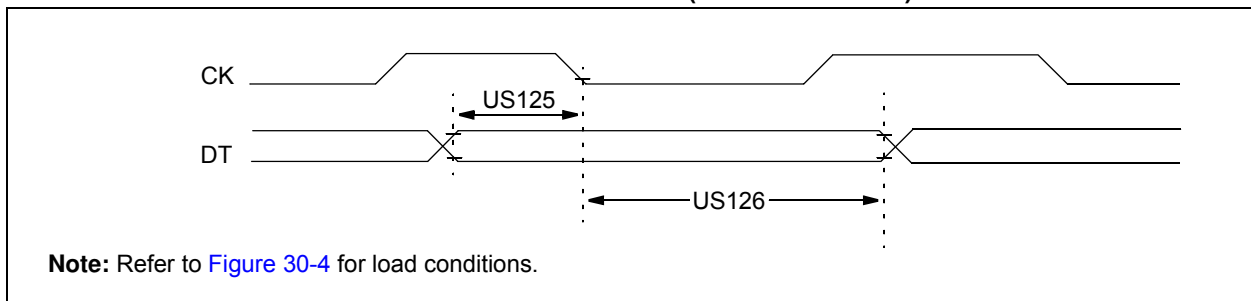 CK
US125
DT
US126
Note: Refer to Figure 30-4 for load conditions.